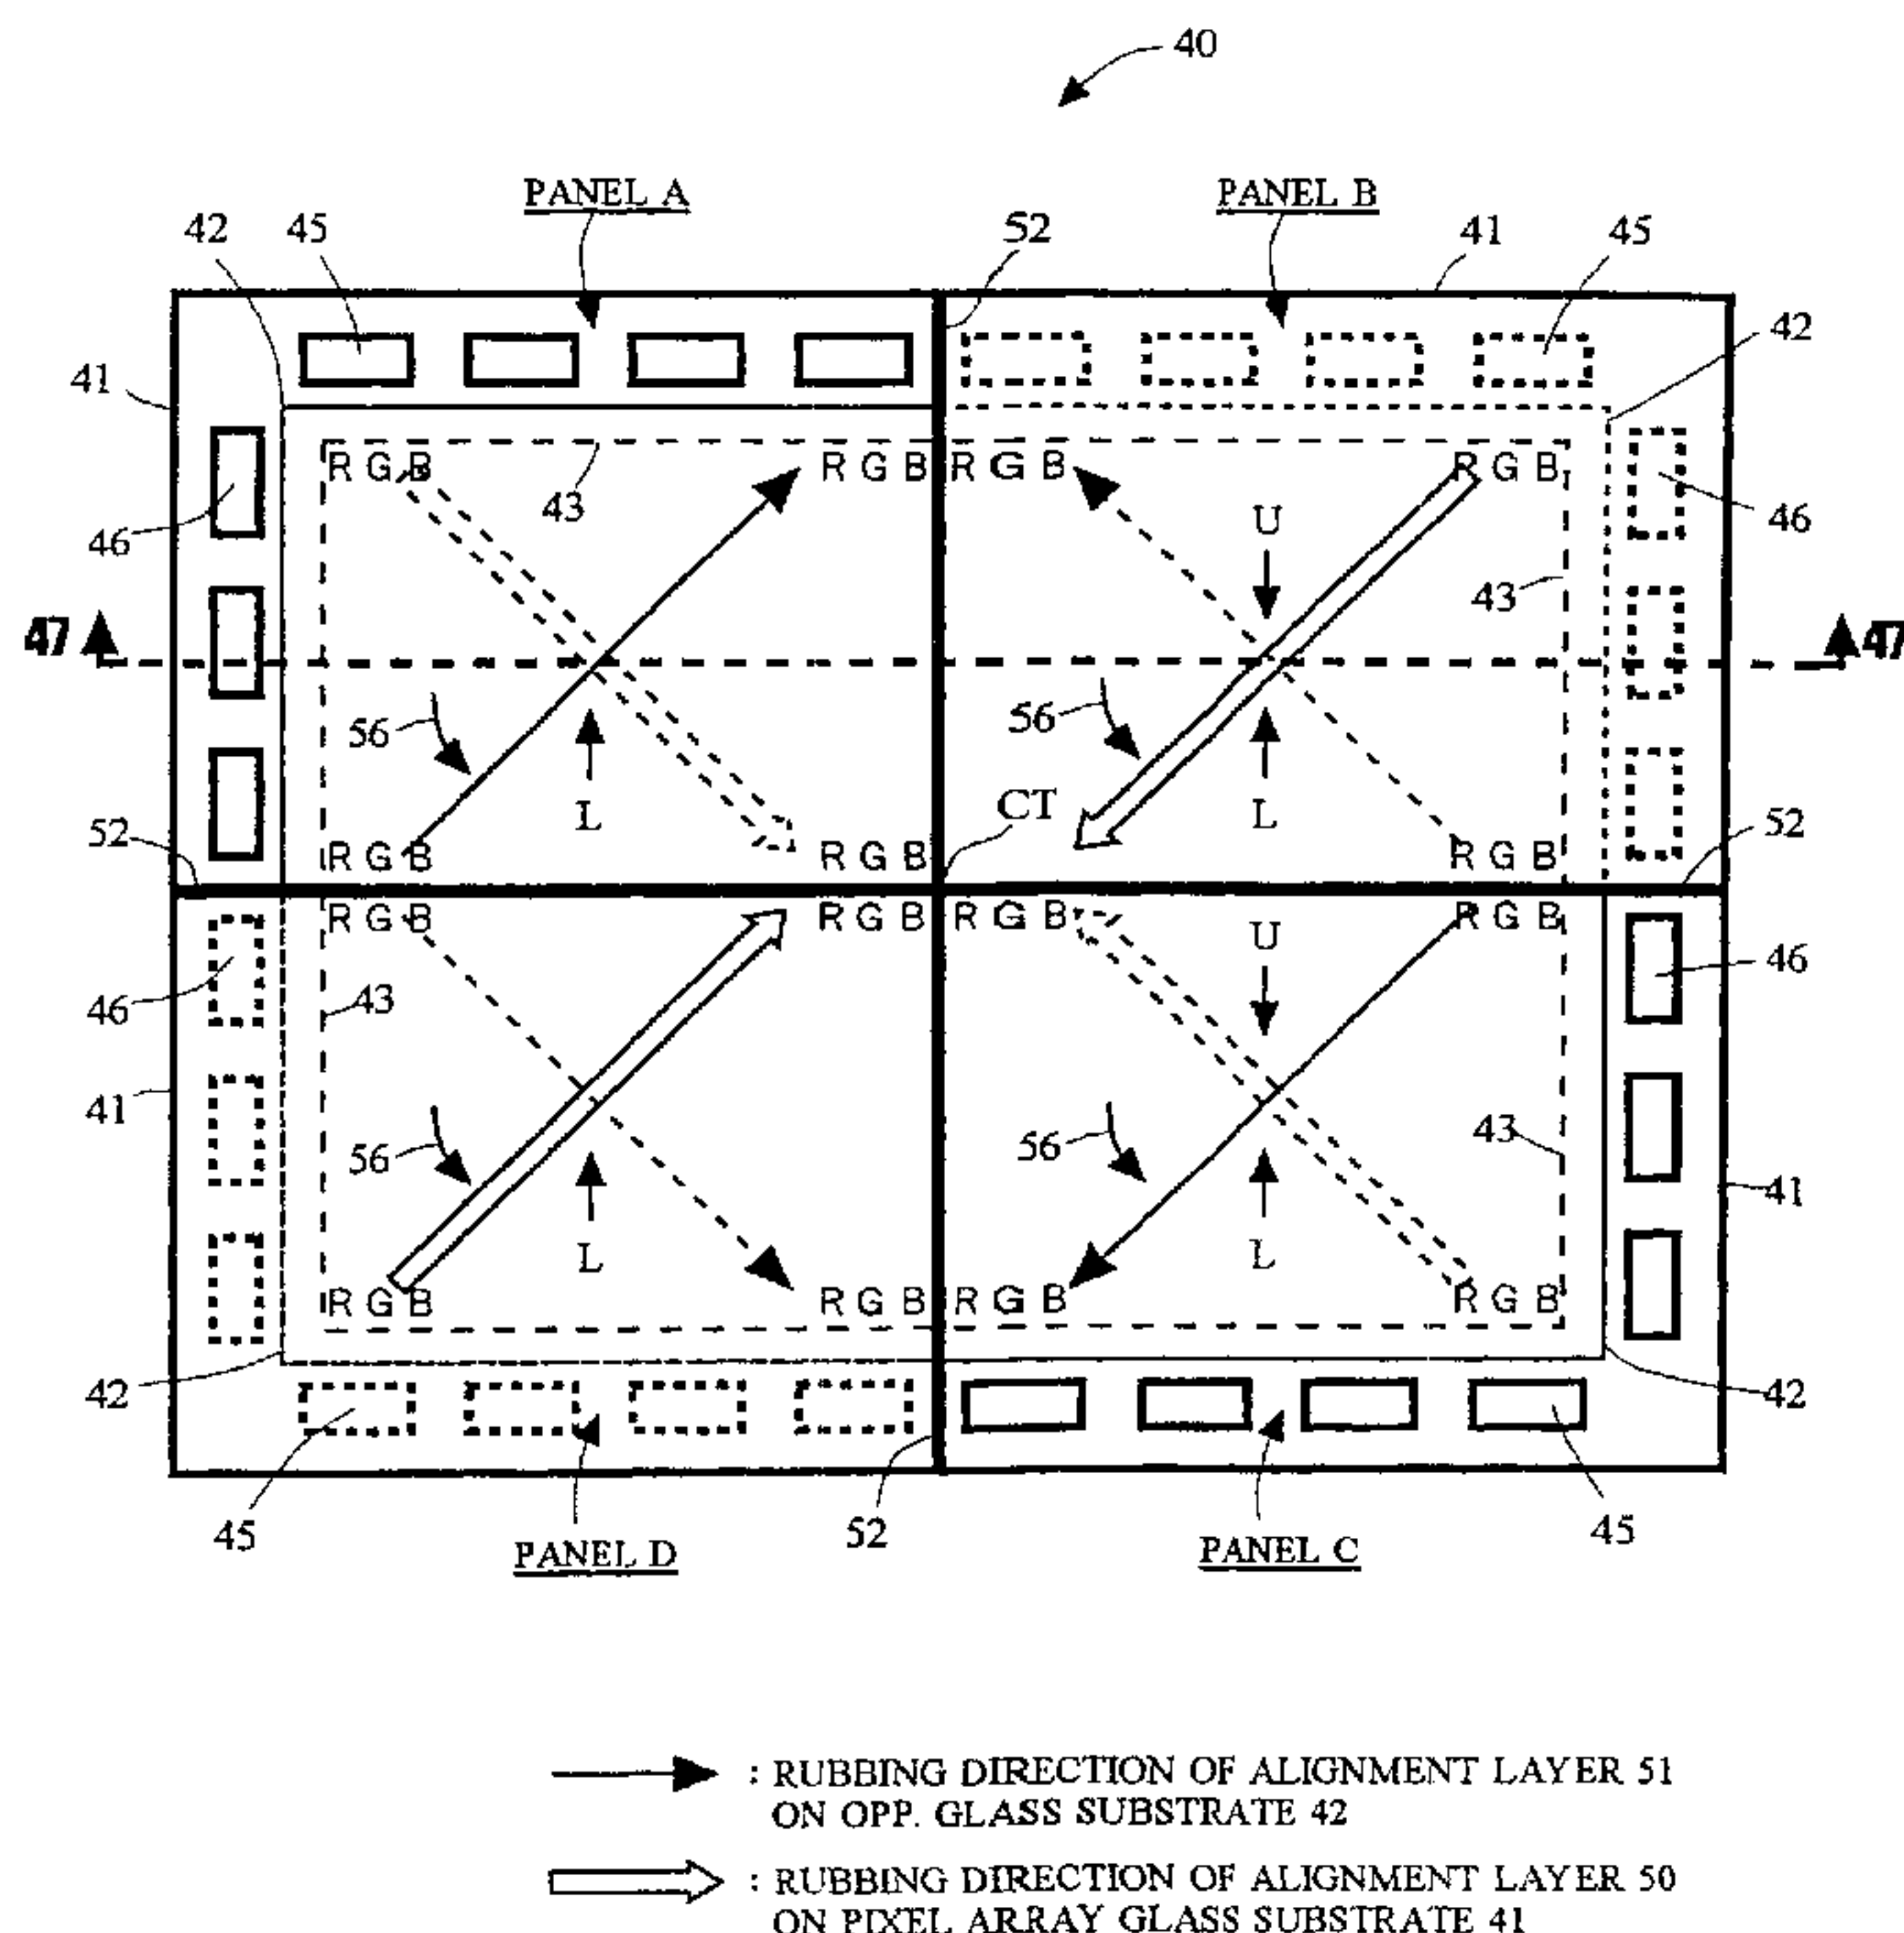 40
PANEL A PANEL B
42 45 52 41 45
42
41
R G B R G B R G B R G B
43
46 U 46
43
47 47
56 56
L CT L
52 52
R G B R G B R G B R G B
R G B R G B R G B R G B
U 46
46 43
41 56 56 43
41
L L
R G B R G B R G B R G B
42 42
45 52 45
PANEL D PANEL C
: RUBBING DIRECTION OF ALIGNMENT LAYER 51
ON OPP. GLASS SUBSTRATE 42
: RUBBING DIRECTION OF ALIGNMENT LAYER 50
ON PIXEL ARRAY GLASS SUBSTRATE 41